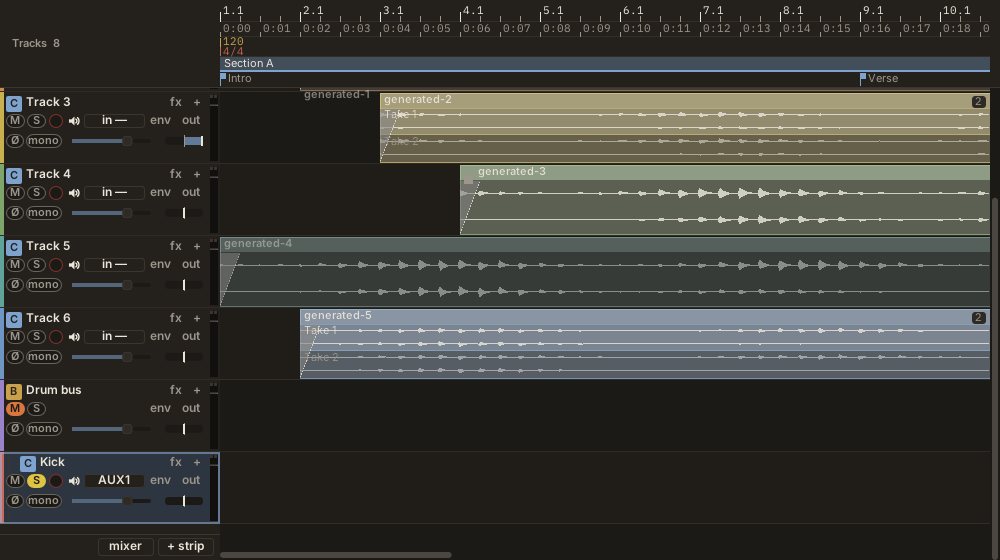 1.1 2.1 3.1 4.1 5.1 6.1 7.1 8.1 9.1 10.1
0:00 0:01 0:02 0:03 0:04 0:05 0:06 0:07 0:08 0:09 0:10 0:11 0:12 0:13 0:14 0:15 0:16 0:17 0:18 0
Tracks 8
120
4/4
Section A
Intro Verse
generated-1
C Track 3 fx +
M S in — env out
Ø mono
generated-2 2
Take 1
Take 2
C Track 4 fx +
M S in — env out
Ø mono
generated-3
C Track 5 fx +
M S in — env out
Ø mono
generated-4
C Track 6 fx +
M S in — env out
Ø mono
generated-5 2
Take 1
Take 2
B Drum bus fx +
M S env out
Ø mono
C Kick fx +
M S AUX1 env out
Ø mono
mixer + strip